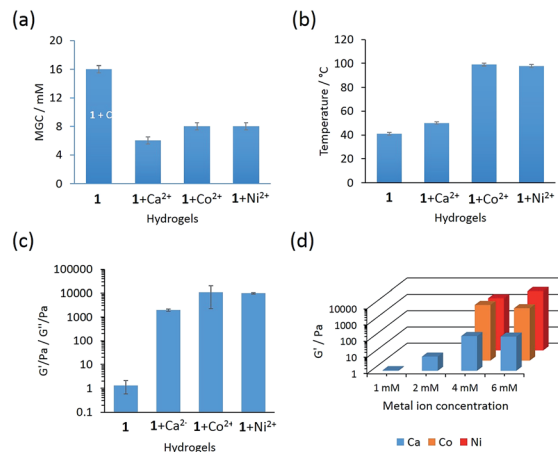 (a)
MGC / mM
20
16
12
8
4
0
1 + C
1 1+Ca²⁺ 1+Co²⁺ 1+Ni²⁺
Hydrogels
(b)
Temperature / °C
120
100
80
60
40
20
0
1 1+Ca²⁺ 1+Co²⁺ 1+Ni²⁺
Hydrogels
(c)
G'/Pa / G''/Pa
100000
10000
1000
100
10
1
0.1
1 1+Ca²⁺ 1+Co²⁺ 1+Ni²⁺
Hydrogels
(d)
G' / Pa
10000
1000
100
10
1
1 mM 2 mM 4 mM 6 mM
Metal ion concentration
Ca Co Ni